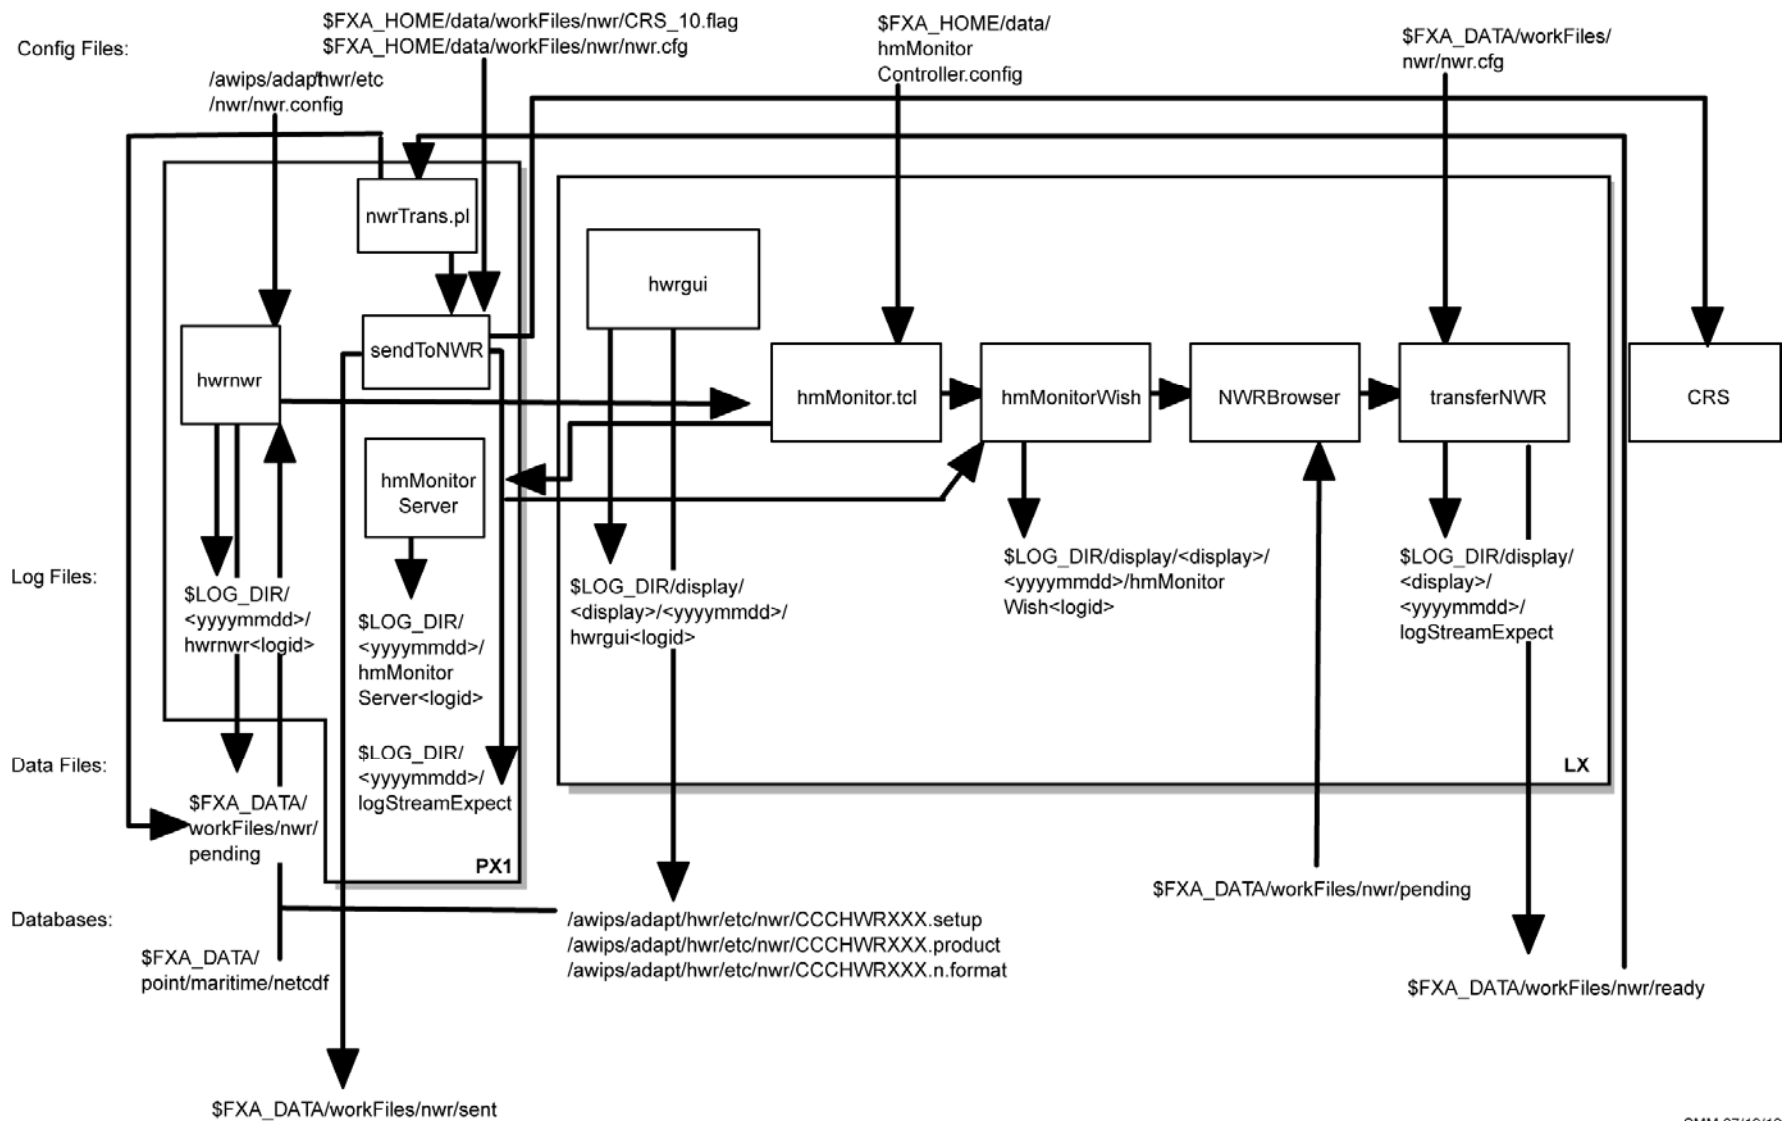 Config Files:
$FXA_HOME/data/workFiles/nwr/CRS_10.flag
$FXA_HOME/data/workFiles/nwr/nwr.cfg
/awips/adapt/hwr/etc
/nwr/nwr.config
$FXA_HOME/data/
hmMonitor
Controller.config
$FXA_DATA/workFiles/
nwr/nwr.cfg
nwrTrans.pl
hwrgui
sendToNWR
hwrnwr
hmMonitor.tcl
hmMonitorWish
NWRBrowser
transferNWR
CRS
hmMonitor
Server
Log Files:
$LOG_DIR/
<yyyymmdd>/
hwrnwr<logid>
$LOG_DIR/
<yyyymmdd>/
hmMonitor
Server<logid>
$LOG_DIR/display/
<display>/<yyyymmdd>/
hwrgui<logid>
$LOG_DIR/display/<display>/
<yyyymmdd>/hmMonitor
Wish<logid>
$LOG_DIR/display/
<display>/
<yyyymmdd>/
logStreamExpect
Data Files:
$LOG_DIR/
<yyyymmdd>/
logStreamExpect
LX
$FXA_DATA/
workFiles/nwr/
pending
PX1
$FXA_DATA/workFiles/nwr/pending
Databases:
/awips/adapt/hwr/etc/nwr/CCCHWRXXX.setup
/awips/adapt/hwr/etc/nwr/CCCHWRXXX.product
/awips/adapt/hwr/etc/nwr/CCCHWRXXX.n.format
$FXA_DATA/
point/maritime/netcdf
$FXA_DATA/workFiles/nwr/ready
$FXA_DATA/workFiles/nwr/sent